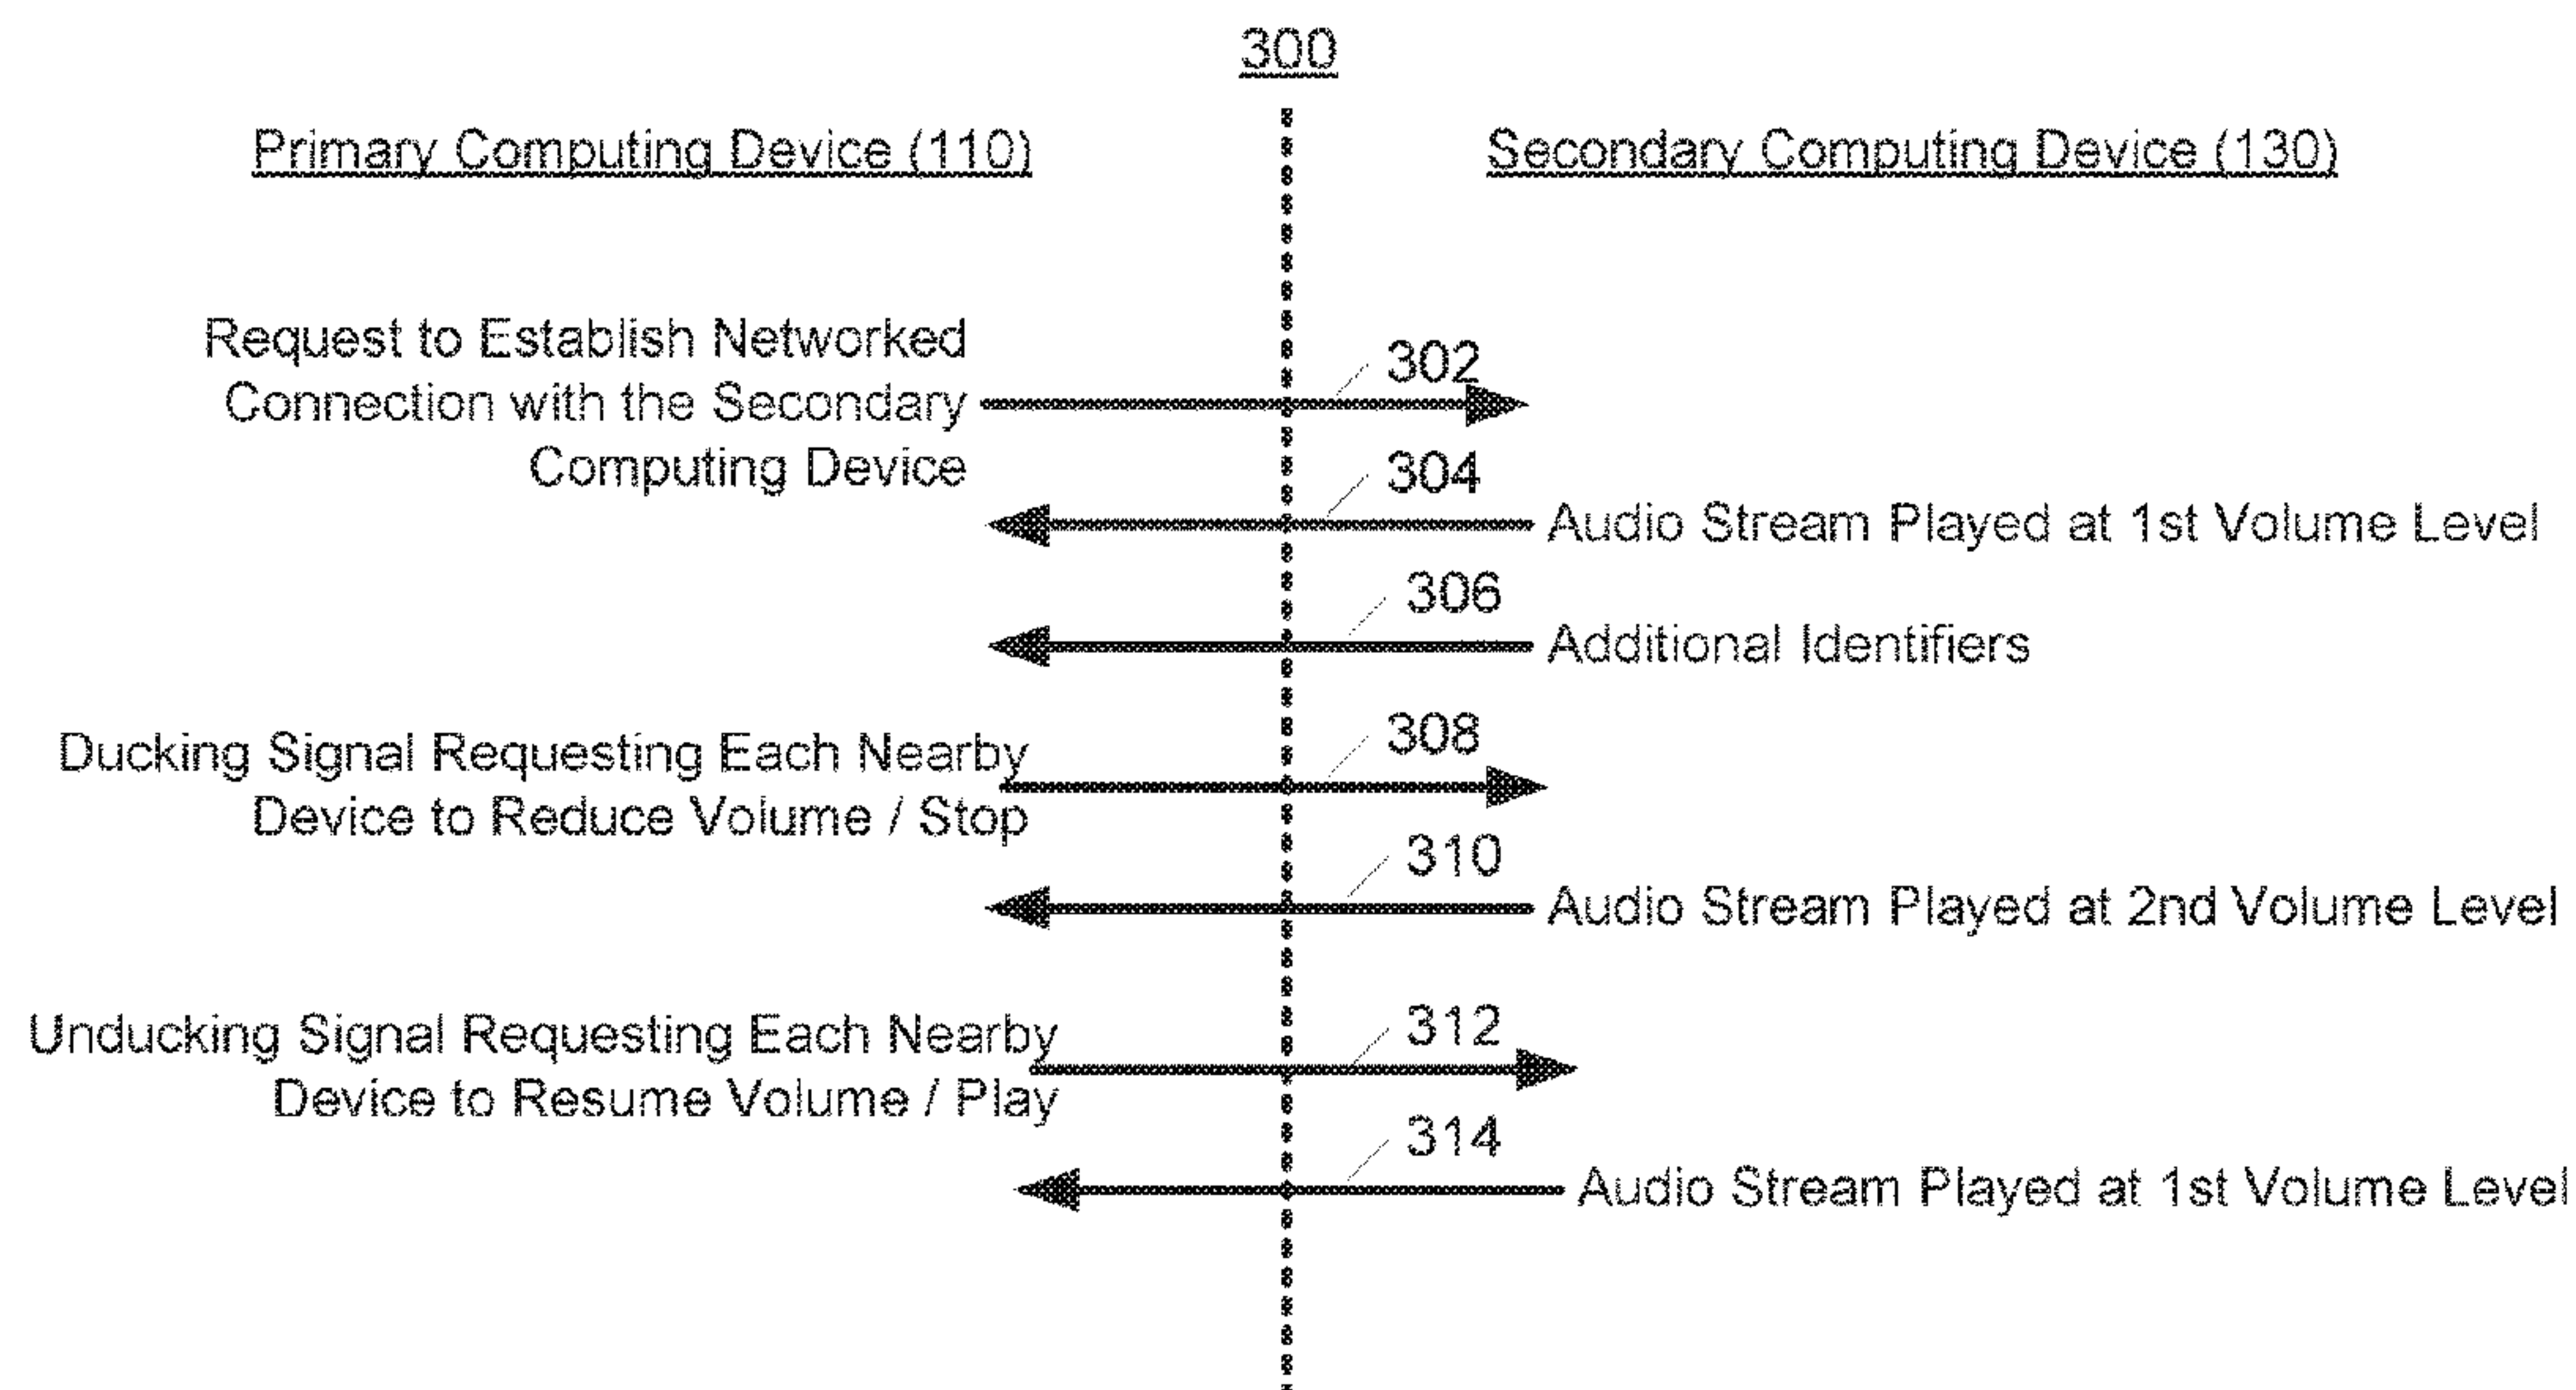 300
Primary Computing Device (110)
Secondary Computing Device (130)
Request to Establish Networked
Connection with the Secondary
Computing Device
302
304
Audio Stream Played at 1st Volume Level
306
Additional Identifiers
Ducking Signal Requesting Each Nearby
Device to Reduce Volume / Stop
308
310
Audio Stream Played at 2nd Volume Level
Unducking Signal Requesting Each Nearby
Device to Resume Volume / Play
312
314
Audio Stream Played at 1st Volume Level